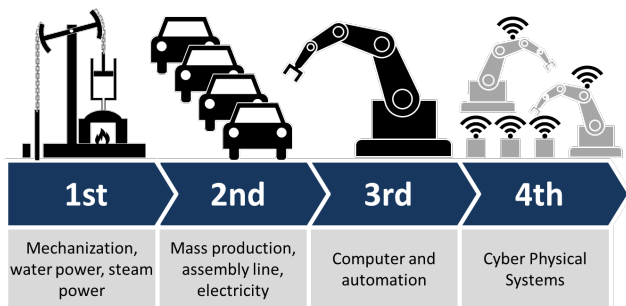 1st
2nd
3rd
4th
Mechanization,
water power, steam
power
Mass production,
assembly line,
electricity
Computer and
automation
Cyber Physical
Systems